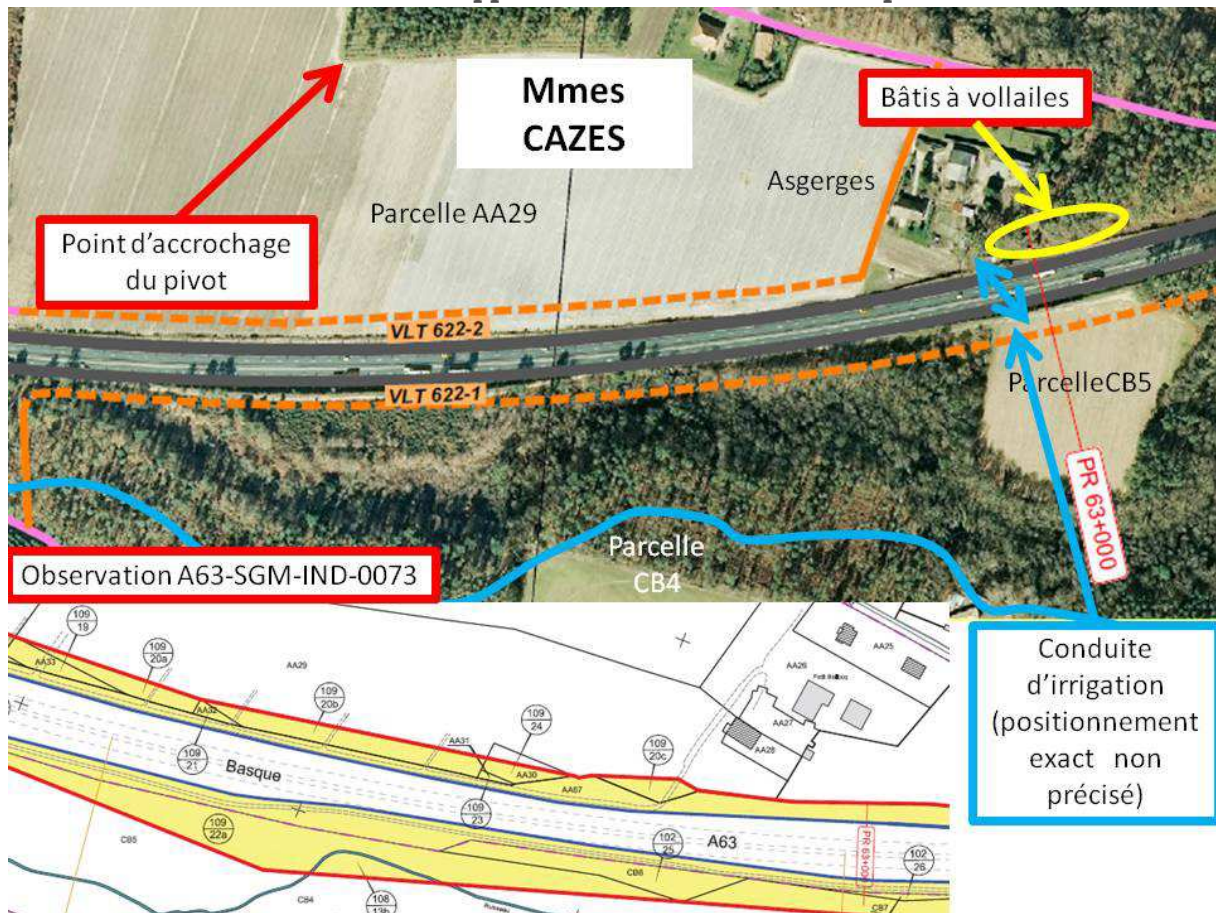 Mmes
CAZES
Bâtis à vollailes
Asgerges
Parcelle AA29
Point d'accrochage
du pivot
VLT 622-2
VLT 622-1
ParcelleCB5
PR 63+000
Parcelle
CB4
Observation A63-SGM-IND-0073
Conduite
d'irrigation
(positionnement
exact non
précisé)
109
19
AA33
109
20a
AA29
AA32
109
21
109
20b
Basque
AA31
109
24
AA30
109
23
AA67
109
20c
AA25
AA26
AA27
AA28
A63
PR 63+000
109
22a
CB5
CB4
108
13b
Ruisseau
102
25
CB6
102
26
CB7